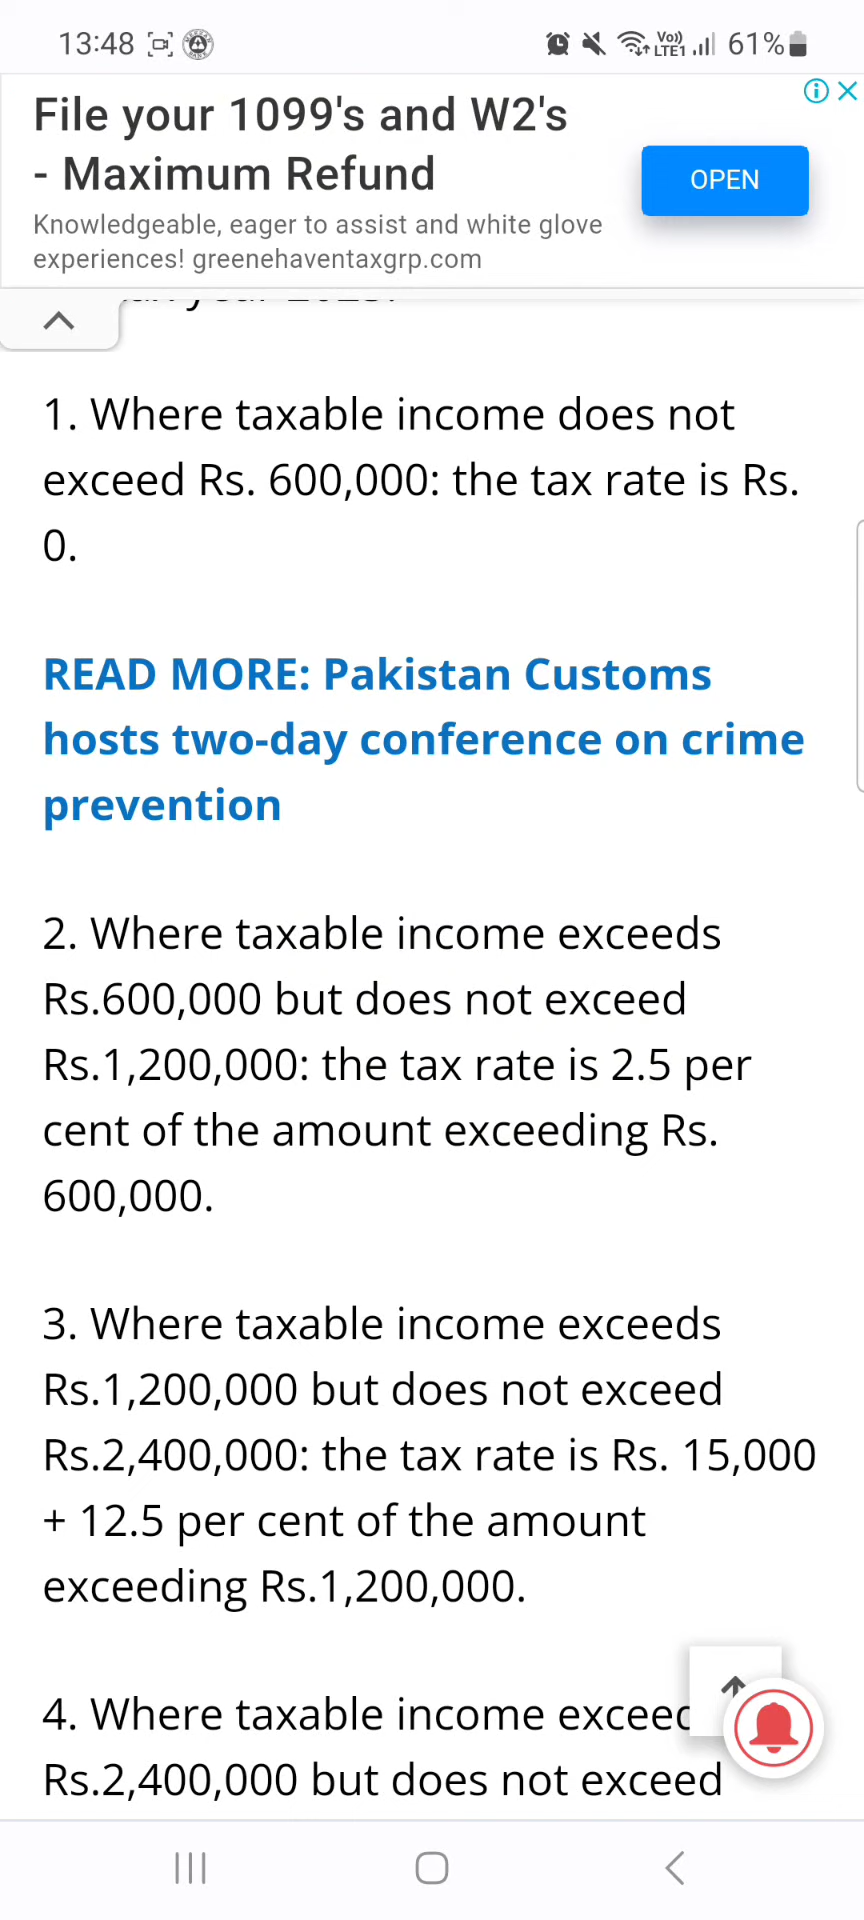 13:48
Vo))
LTE1
61%
File your 1099's and W2's
- Maximum Refund
OPEN
Knowledgeable, eager to assist and white glove
experiences! greenehaventaxgrp.com
1. Where taxable income does not
exceed Rs. 600,000: the tax rate is Rs.
0.
READ MORE: Pakistan Customs
hosts two-day conference on crime
prevention
2. Where taxable income exceeds
Rs.600,000 but does not exceed
Rs.1,200,000: the tax rate is 2.5 per
cent of the amount exceeding Rs.
600,000.
3. Where taxable income exceeds
Rs.1,200,000 but does not exceed
Rs.2,400,000: the tax rate is Rs. 15,000
+ 12.5 per cent of the amount
exceeding Rs.1,200,000.
4. Where taxable income exceed
Rs.2,400,000 but does not exceed